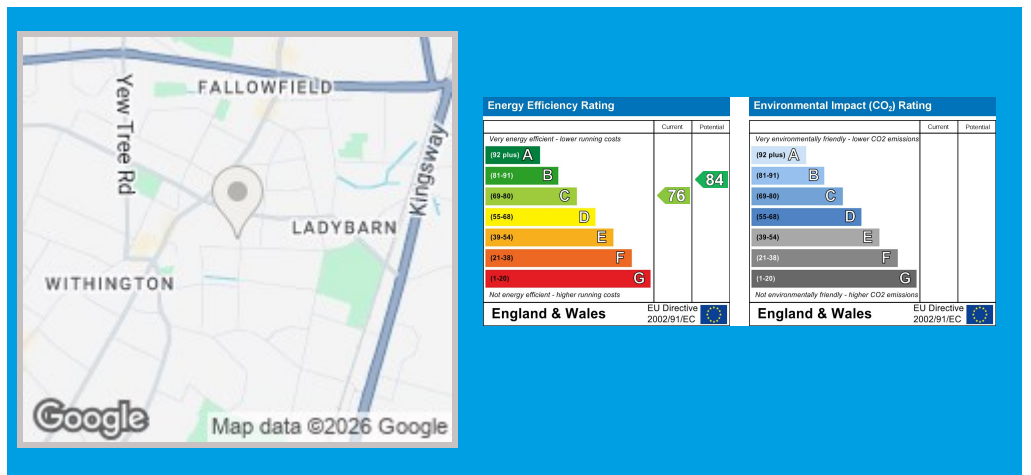 FALLOWFIELD
Yew Tree Rd
Kingsway
LADYBARN
WITHINGTON
Google
Map data ©2026 Google
Energy Efficiency Rating
Current
Potential
Very energy efficient - lower running costs
(92 plus) A
(81-91) B
(69-80) C
(55-68) D
(39-54) E
(21-38) F
(1-20) G
76
84
Not energy efficient - higher running costs
England & Wales
EU Directive
2002/91/EC
Environmental Impact (CO₂) Rating
Current
Potential
Very environmentally friendly - lower CO2 emissions
(92 plus) A
(81-91) B
(69-80) C
(55-68) D
(39-54) E
(21-38) F
(1-20) G
Not environmentally friendly - higher CO2 emissions
England & Wales
EU Directive
2002/91/EC